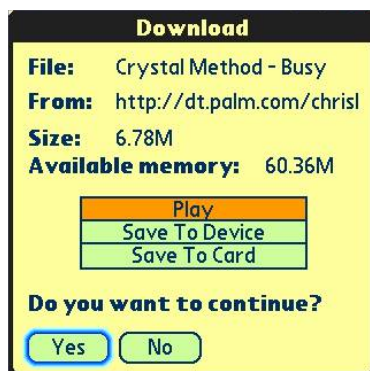 Download
File: Crystal Method - Busy
From: http://dt.palm.com/chrisl
Size: 6.78M
Available memory: 60.36M
Play
Save To Device
Save To Card
Do you want to continue?
Yes No